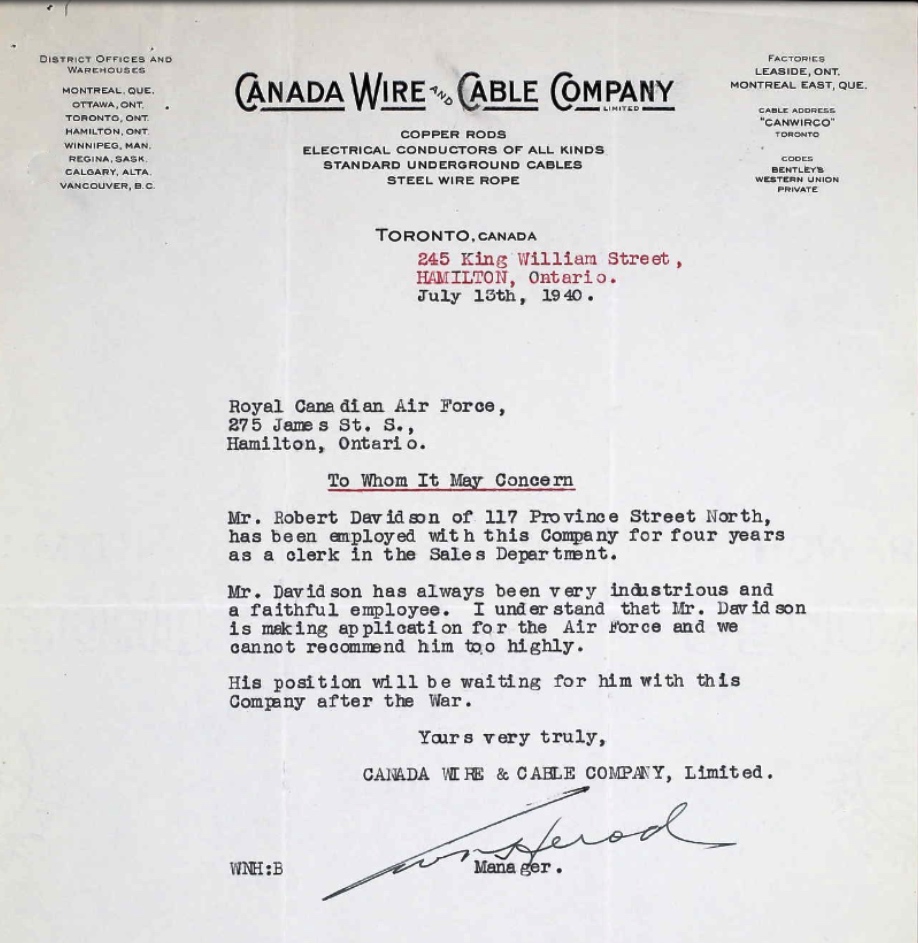 DISTRICT OFFICES AND
WAREHOUSES
MONTREAL, QUE.
OTTAWA, ONT.
TORONTO, ONT.
HAMILTON, ONT.
WINNIPEG, MAN.
REGINA, SASK.
CALGARY, ALTA.
VANCOUVER, B.C.
CANADA WIRE AND CABLE COMPANY
LIMITED
COPPER RODS
ELECTRICAL CONDUCTORS OF ALL KINDS
STANDARD UNDERGROUND CABLES
STEEL WIRE ROPE
FACTORIES
LEASIDE, ONT.
MONTREAL EAST, QUE.
CABLE ADDRESS
"CANWIRCO"
TORONTO
CODES
BENTLEY'S
WESTERN UNION
PRIVATE
TORONTO, CANADA
245 King William Street,
HAMILTON, Ontario.
July 13th, 1940.
Royal Canadian Air Force,
275 James St. S.,
Hamilton, Ontario.
To Whom It May Concern
Mr. Robert Davidson of 117 Province Street North,
has been employed with this Company for four years
as a clerk in the Sales Department.
Mr. Davidson has always been very industrious and
a faithful employee. I understand that Mr. Davidson
is making application for the Air Force and we
cannot recommend him too highly.
His position will be waiting for him with this
Company after the War.
Yours very truly,
CANADA WIRE & CABLE COMPANY, Limited.
WN Herod
WNH:B Manager.